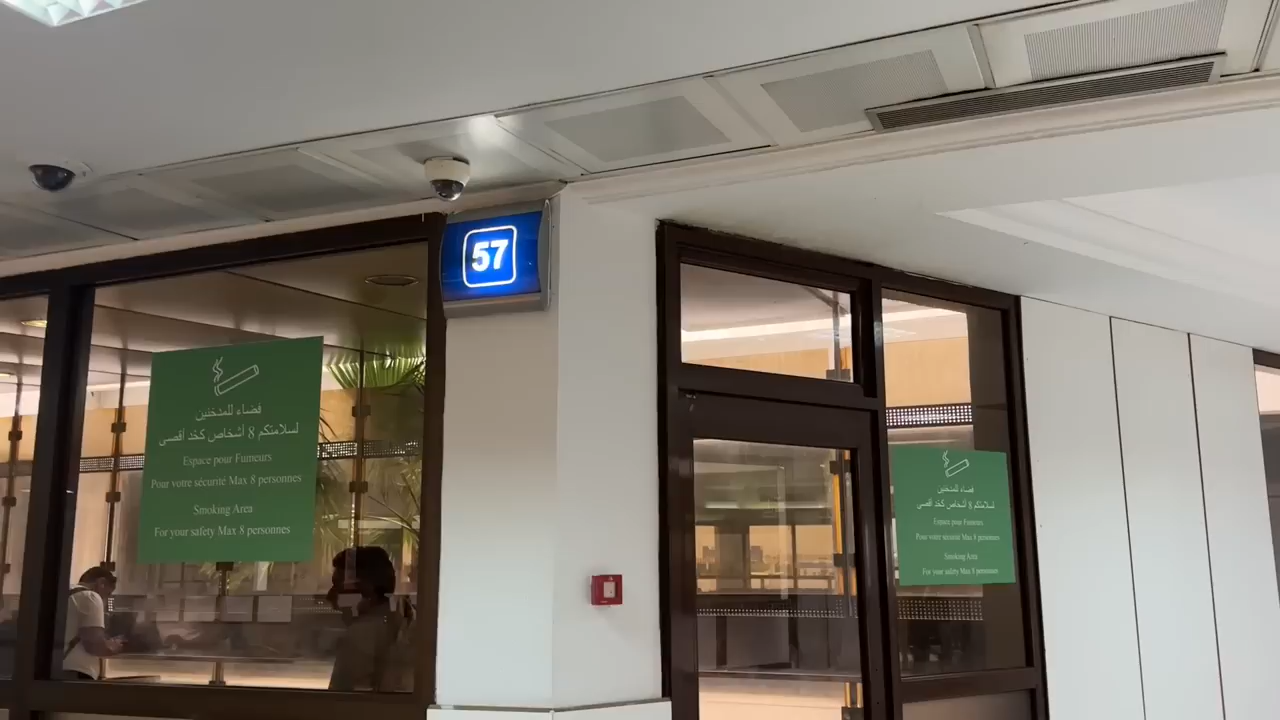 57
فضاء للمدخنين
لسلامتكم 8 أشخاص كخد أقصى
Espace pour Fumeurs
Pour votre sécurité Max 8 personnes
Smoking Area
For your safety Max 8 personnes
فضاء للمدخنين
لسلامتكم 8 أشخاص كخد أقصى
Espace pour Fumeurs
Pour votre sécurité Max 8 personnes
Smoking Area
For your safety Max 8 personnes